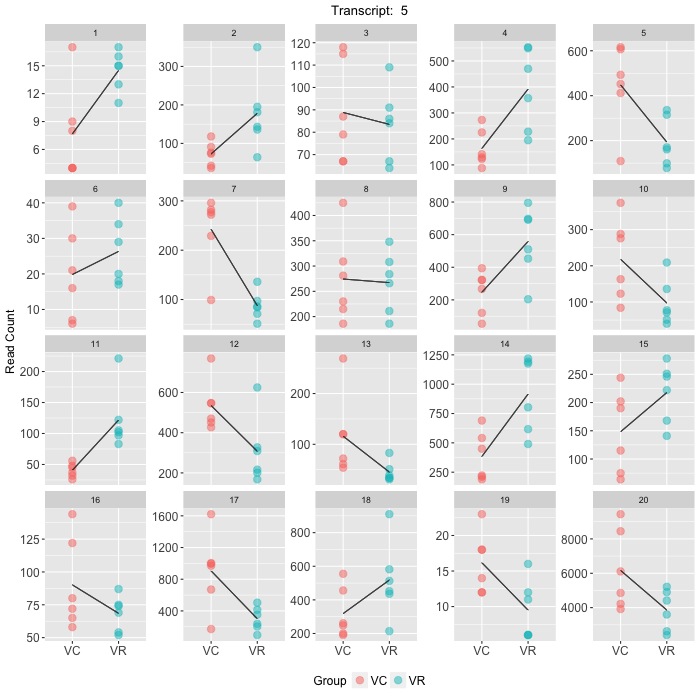 Transcript: 5
1 2 3 4 5
15 300 120 500 600
12 200 110 400 400
9 100 100 300 200
6 90 200
80 100
70
6 7 8 9 10
40 300 400 800 300
30 200 350 600 200
20 100 300 400 100
10 250 200
200
Read Count
11 12 13 14 15
200 600 200 1250 250
150 400 100 1000 200
100 200 750 150
50 500 100
250
16 17 18 19 20
125 1600 800 20 8000
100 1200 600 15 6000
75 800 400 10 4000
50 400 200
VC VR VC VR VC VR VC VR VC VR
Group VC VR